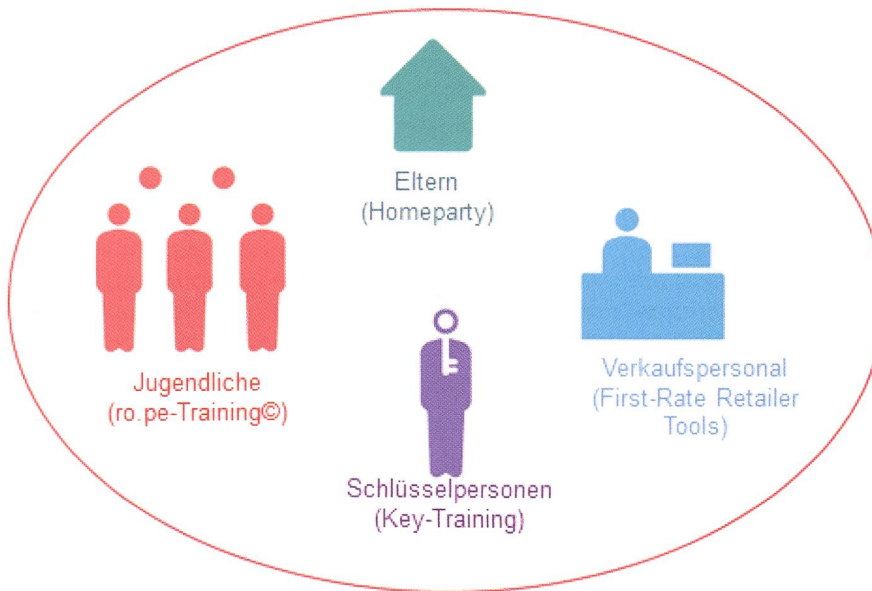 Eltern
(Homeparty)
Jugendliche
(ro.pe-Training©)
Verkaufspersonal
(First-Rate Retailer
Tools)
Schlüsselpersonen
(Key-Training)